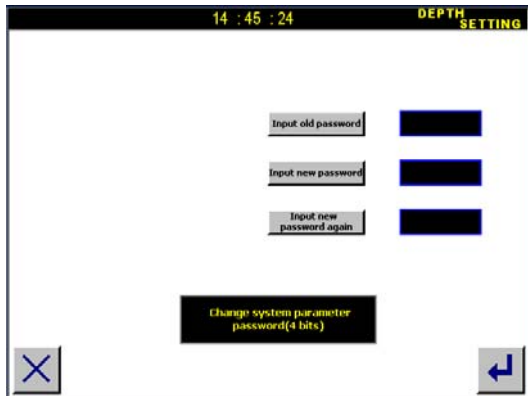 14 : 45 : 24
DEPTH
SETTING
Input old password
Input new password
Input new
password again
Change system parameter
password(4 bits)